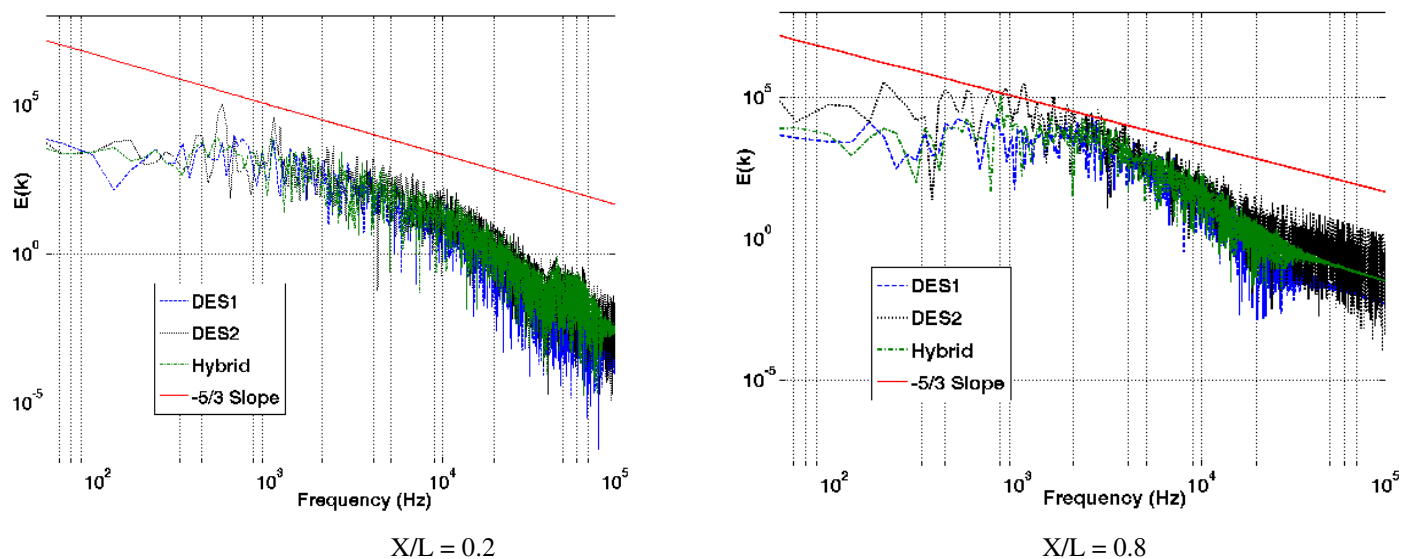 10^5
10^0
10^-5
E(k)
DES1
DES2
Hybrid
-5/3 Slope
10^2
10^3
10^4
10^5
Frequency (Hz)
X/L = 0.2
10^5
10^0
10^-5
E(k)
DES1
DES2
Hybrid
-5/3 Slope
10^2
10^3
10^4
10^5
Frequency (Hz)
X/L = 0.8